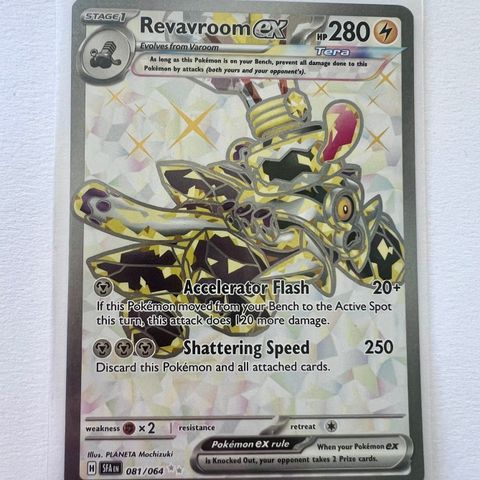 STAGE 1
Revavroom ex HP 280
Evolves from Varoom
Tera
As long as this Pokémon is on your Bench, prevent all damage done to this
Pokémon by attacks (both yours and your opponent's).
Accelerator Flash 20+
If this Pokémon moved from your Bench to the Active Spot
this turn, this attack does 120 more damage.
Shattering Speed 250
Discard this Pokémon and all attached cards.
weakness ×2 resistance retreat
Illus. PLANETA Mochizuki
Pokémon ex rule
When your Pokémon ex
is Knocked Out, your opponent takes 2 Prize cards.
H SFA EN 081/064